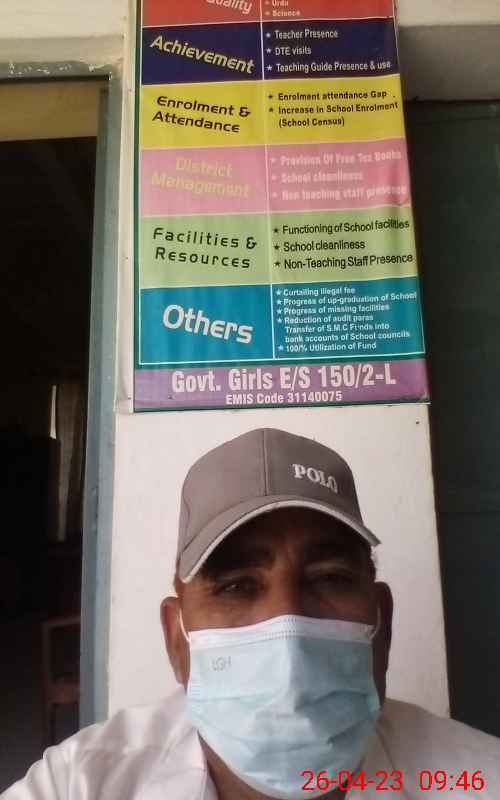 Quality
★ Urdu
★ Science
Achievement
★ Teacher Presence
★ DTE visits
★ Teaching Guide Presence & use
Enrolment &
Attendance
★ Enrolment attendance Gap
★ Increase in School Enrolment
(School Census)
District
Management
★ Provision Of Free Tex Books
★ School cleanliness
★ Non teaching staff presence
Facilities &
Resources
★ Functioning of School facilities
★ School cleanliness
★ Non-Teaching Staff Presence
Others
★ Curtailing illegal fee
★ Progress of up-graduation of School
★ Progress of missing facilities
★ Reduction of audit paras
Transfer of S.M.C Funds into
bank accounts of School councils
★ 100/% Utilization of Fund
Govt. Girls E/S 150/2-L
EMIS Code 31140075
POLO
LGH
26-04-23 09:46